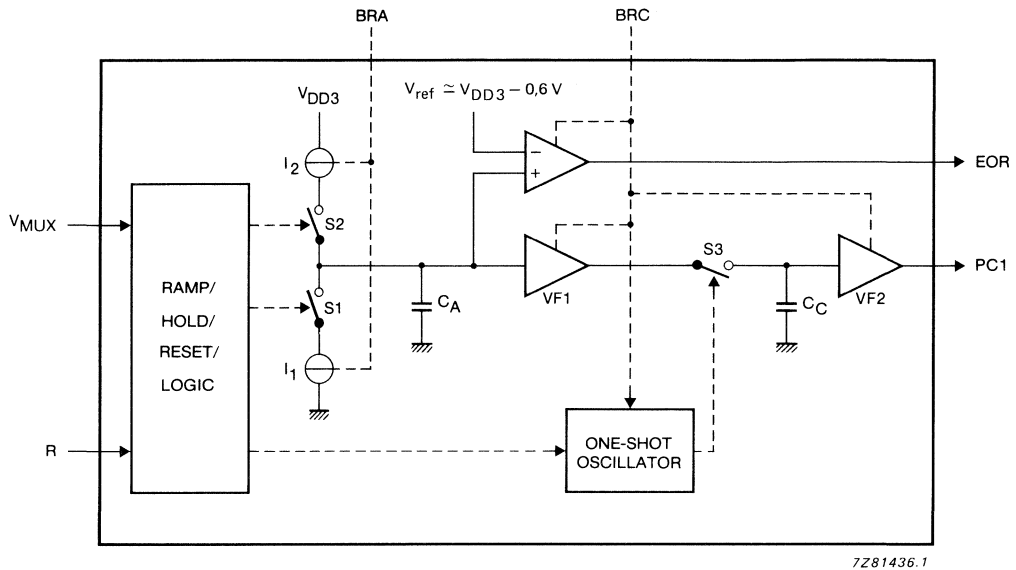 BRA
BRC
V_DD3
V_ref ≃ V_DD3 – 0,6 V
I_2
−
+
EOR
V_MUX
S2
S3
PC1
RAMP/
HOLD/
RESET/
LOGIC
S1
C_A
VF1
C_C
VF2
I_1
R
ONE-SHOT
OSCILLATOR
7Z81436.1